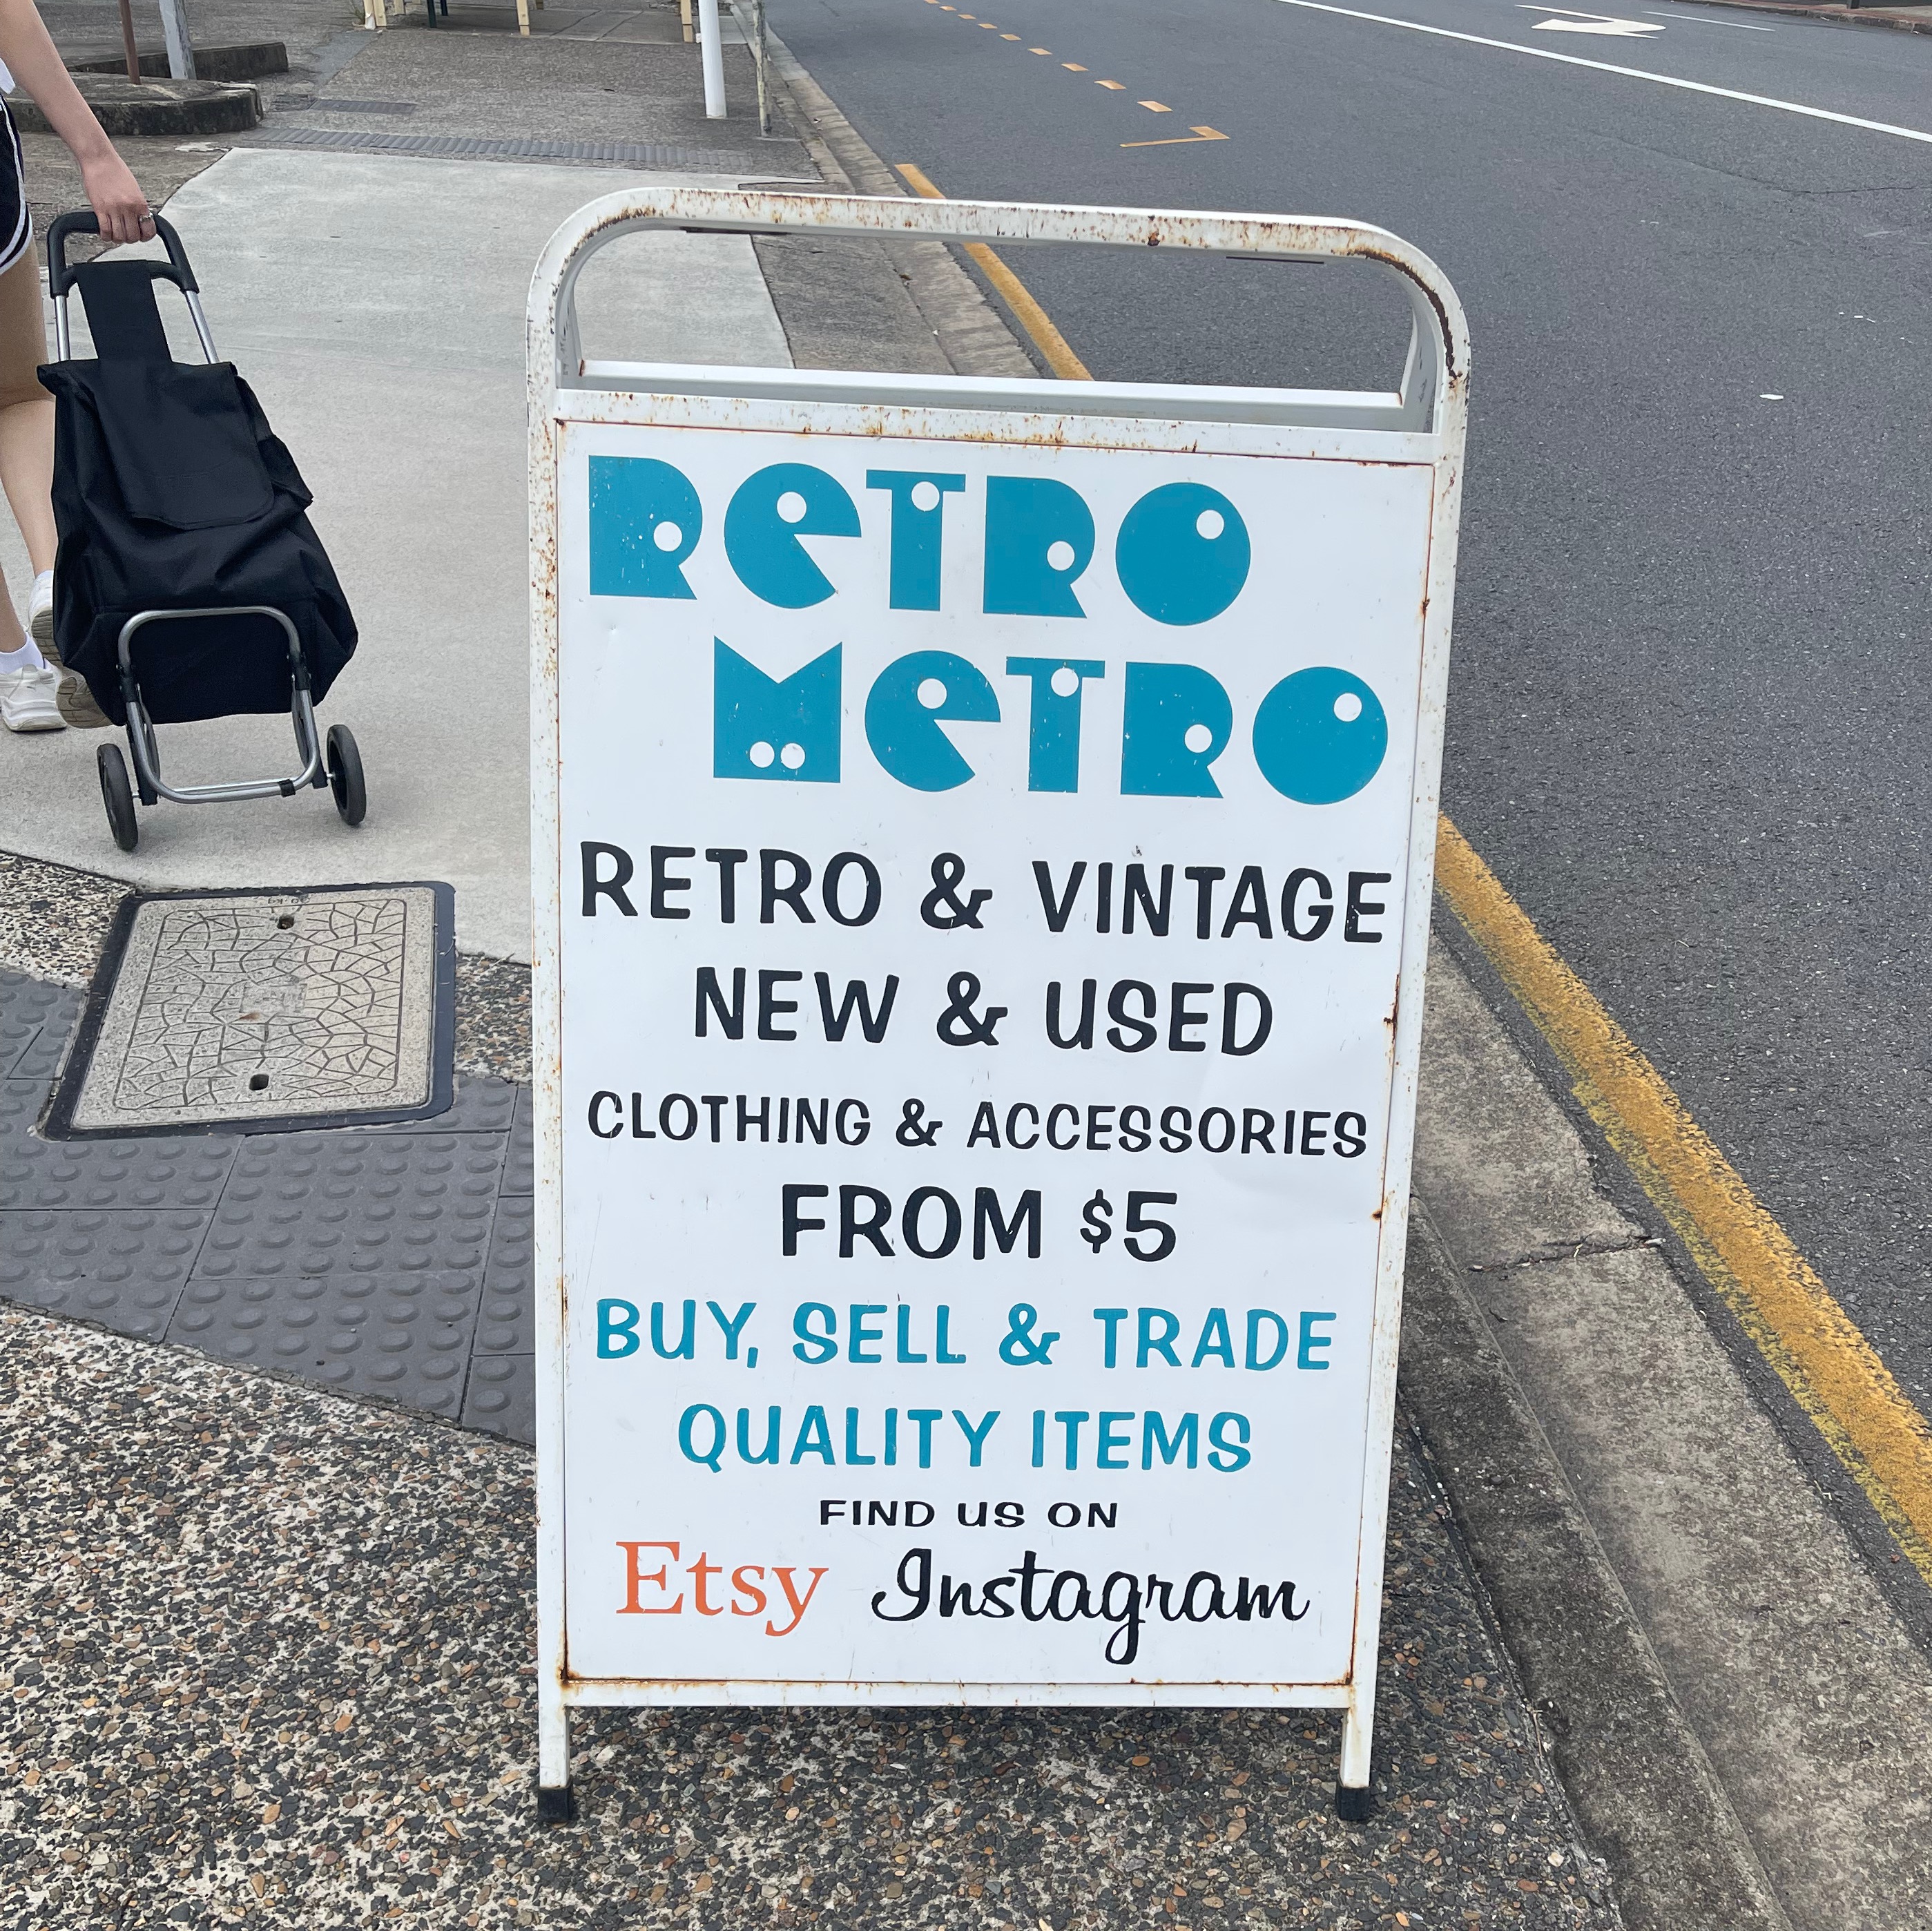 RETRO
METRO
RETRO & VINTAGE
NEW & USED
CLOTHING & ACCESSORIES
FROM $5
BUY, SELL & TRADE
QUALITY ITEMS
FIND US ON
Etsy Instagram